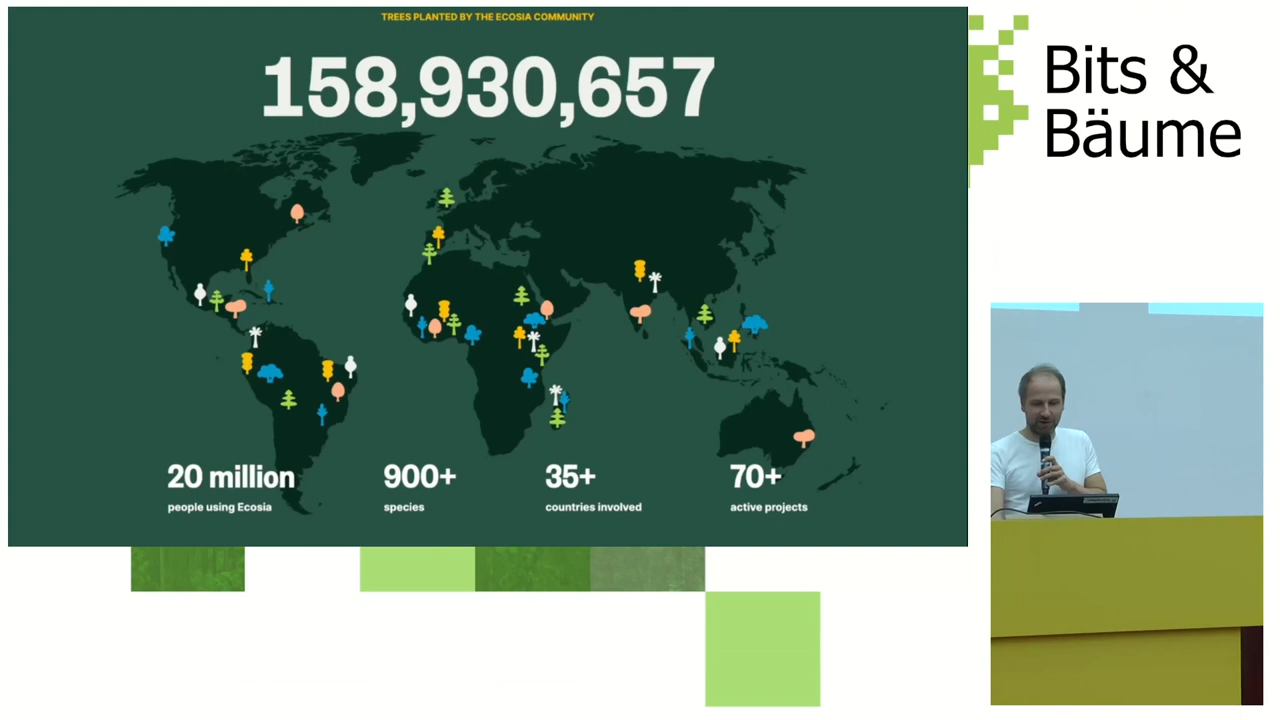 TREES PLANTED BY THE ECOSIA COMMUNITY
158,930,657
20 million
people using Ecosia
900+
species
35+
countries involved
70+
active projects
Bits &
Bäume